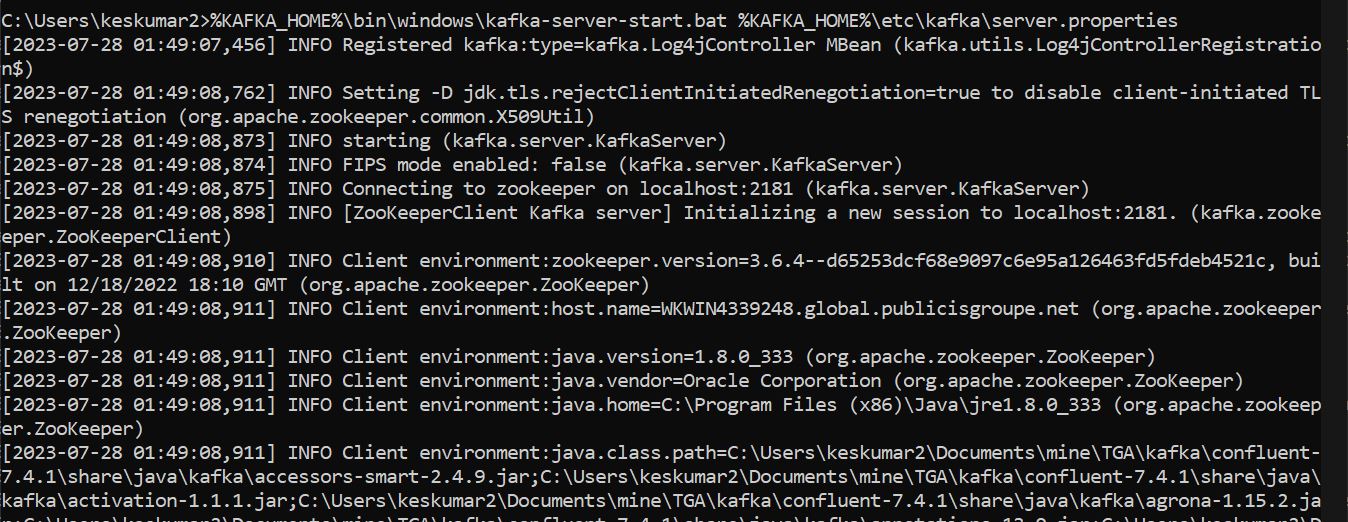 C:\Users\keskumar2>%KAFKA_HOME%\bin\windows\kafka-server-start.bat %KAFKA_HOME%\etc\kafka\server.properties
[2023-07-28 01:49:07,456] INFO Registered kafka:type=kafka.Log4jController MBean (kafka.utils.Log4jControllerRegistratio
n$)
[2023-07-28 01:49:08,762] INFO Setting -D jdk.tls.rejectClientInitiatedRenegotiation=true to disable client-initiated TL
S renegotiation (org.apache.zookeeper.common.X509Util)
[2023-07-28 01:49:08,873] INFO starting (kafka.server.KafkaServer)
[2023-07-28 01:49:08,874] INFO FIPS mode enabled: false (kafka.server.KafkaServer)
[2023-07-28 01:49:08,875] INFO Connecting to zookeeper on localhost:2181 (kafka.server.KafkaServer)
[2023-07-28 01:49:08,898] INFO [ZooKeeperClient Kafka server] Initializing a new session to localhost:2181. (kafka.zooke
eper.ZooKeeperClient)
[2023-07-28 01:49:08,910] INFO Client environment:zookeeper.version=3.6.4--d65253dcf68e9097c6e95a126463fd5fdeb4521c, bui
lt on 12/18/2022 18:10 GMT (org.apache.zookeeper.ZooKeeper)
[2023-07-28 01:49:08,911] INFO Client environment:host.name=WKWIN4339248.global.publicisgroupe.net (org.apache.zookeeper
.ZooKeeper)
[2023-07-28 01:49:08,911] INFO Client environment:java.version=1.8.0_333 (org.apache.zookeeper.ZooKeeper)
[2023-07-28 01:49:08,911] INFO Client environment:java.vendor=Oracle Corporation (org.apache.zookeeper.ZooKeeper)
[2023-07-28 01:49:08,911] INFO Client environment:java.home=C:\Program Files (x86)\Java\jre1.8.0_333 (org.apache.zookeep
er.ZooKeeper)
[2023-07-28 01:49:08,911] INFO Client environment:java.class.path=C:\Users\keskumar2\Documents\mine\TGA\kafka\confluent-
7.4.1\share\java\kafka\accessors-smart-2.4.9.jar;C:\Users\keskumar2\Documents\mine\TGA\kafka\confluent-7.4.1\share\java\
kafka\activation-1.1.1.jar;C:\Users\keskumar2\Documents\mine\TGA\kafka\confluent-7.4.1\share\java\kafka\agrona-1.15.2.ja